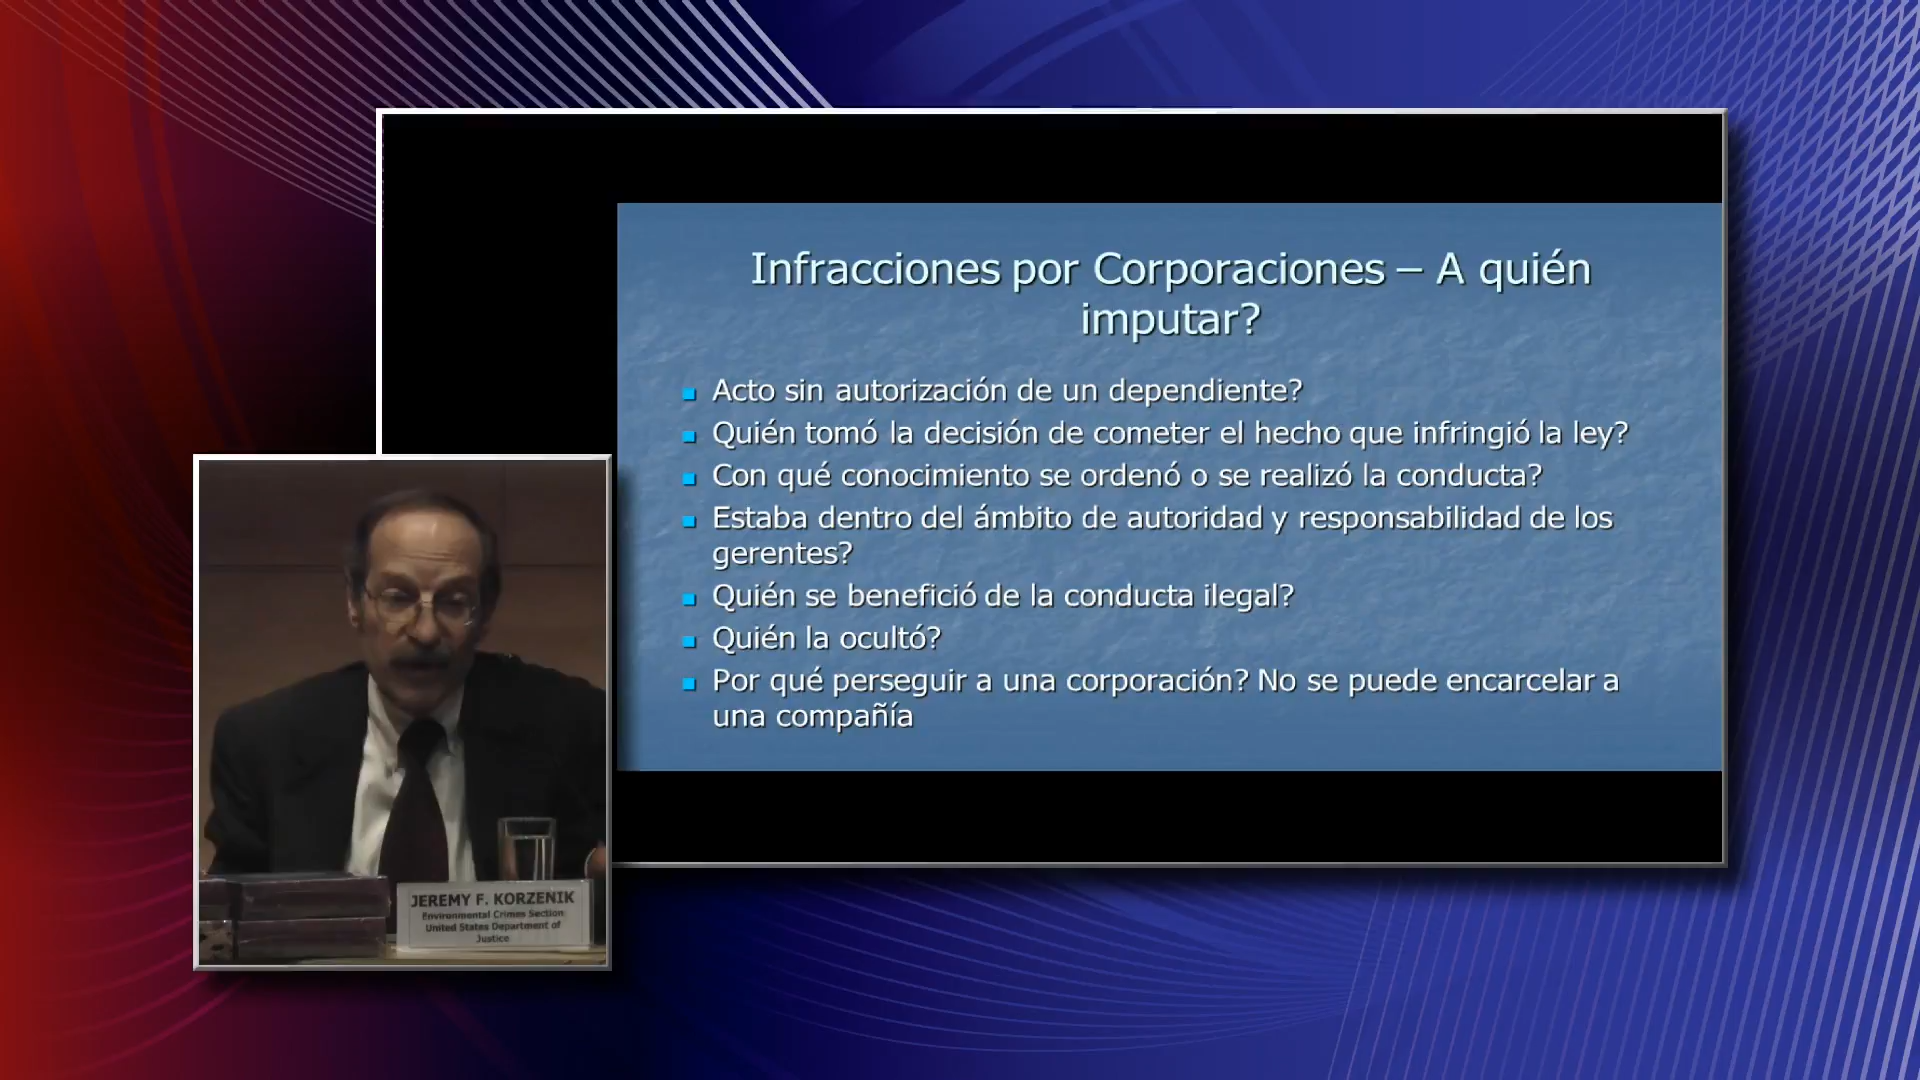 Infracciones por Corporaciones – A quién
imputar?
Acto sin autorización de un dependiente?
Quién tomó la decisión de cometer el hecho que infringió la ley?
Con qué conocimiento se ordenó o se realizó la conducta?
Estaba dentro del ámbito de autoridad y responsabilidad de los
gerentes?
Quién se benefició de la conducta ilegal?
Quién la ocultó?
Por qué perseguir a una corporación? No se puede encarcelar a
una compañía
JEREMY F. KORZENIK
Environmental Crimes Section
United States Department of
Justice